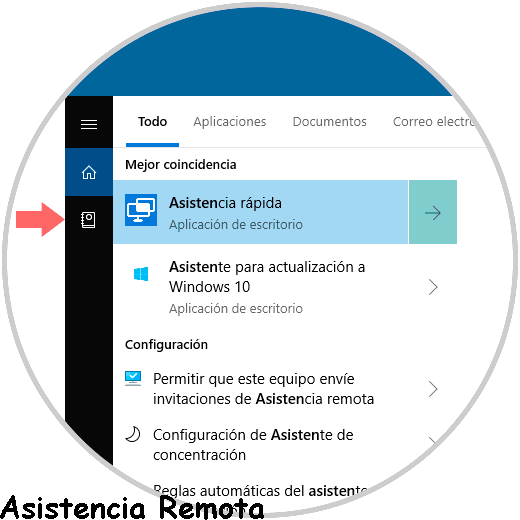 Todo Aplicaciones Documentos Correo electró
Mejor coincidencia
Asistencia rápida
Aplicación de escritorio
Asistente para actualización a
Windows 10
Aplicación de escritorio
Configuración
Permitir que este equipo envíe
invitaciones de Asistencia remota
Configuración de Asistente de
concentración
Reglas automáticas del asistente
Asistencia Remota